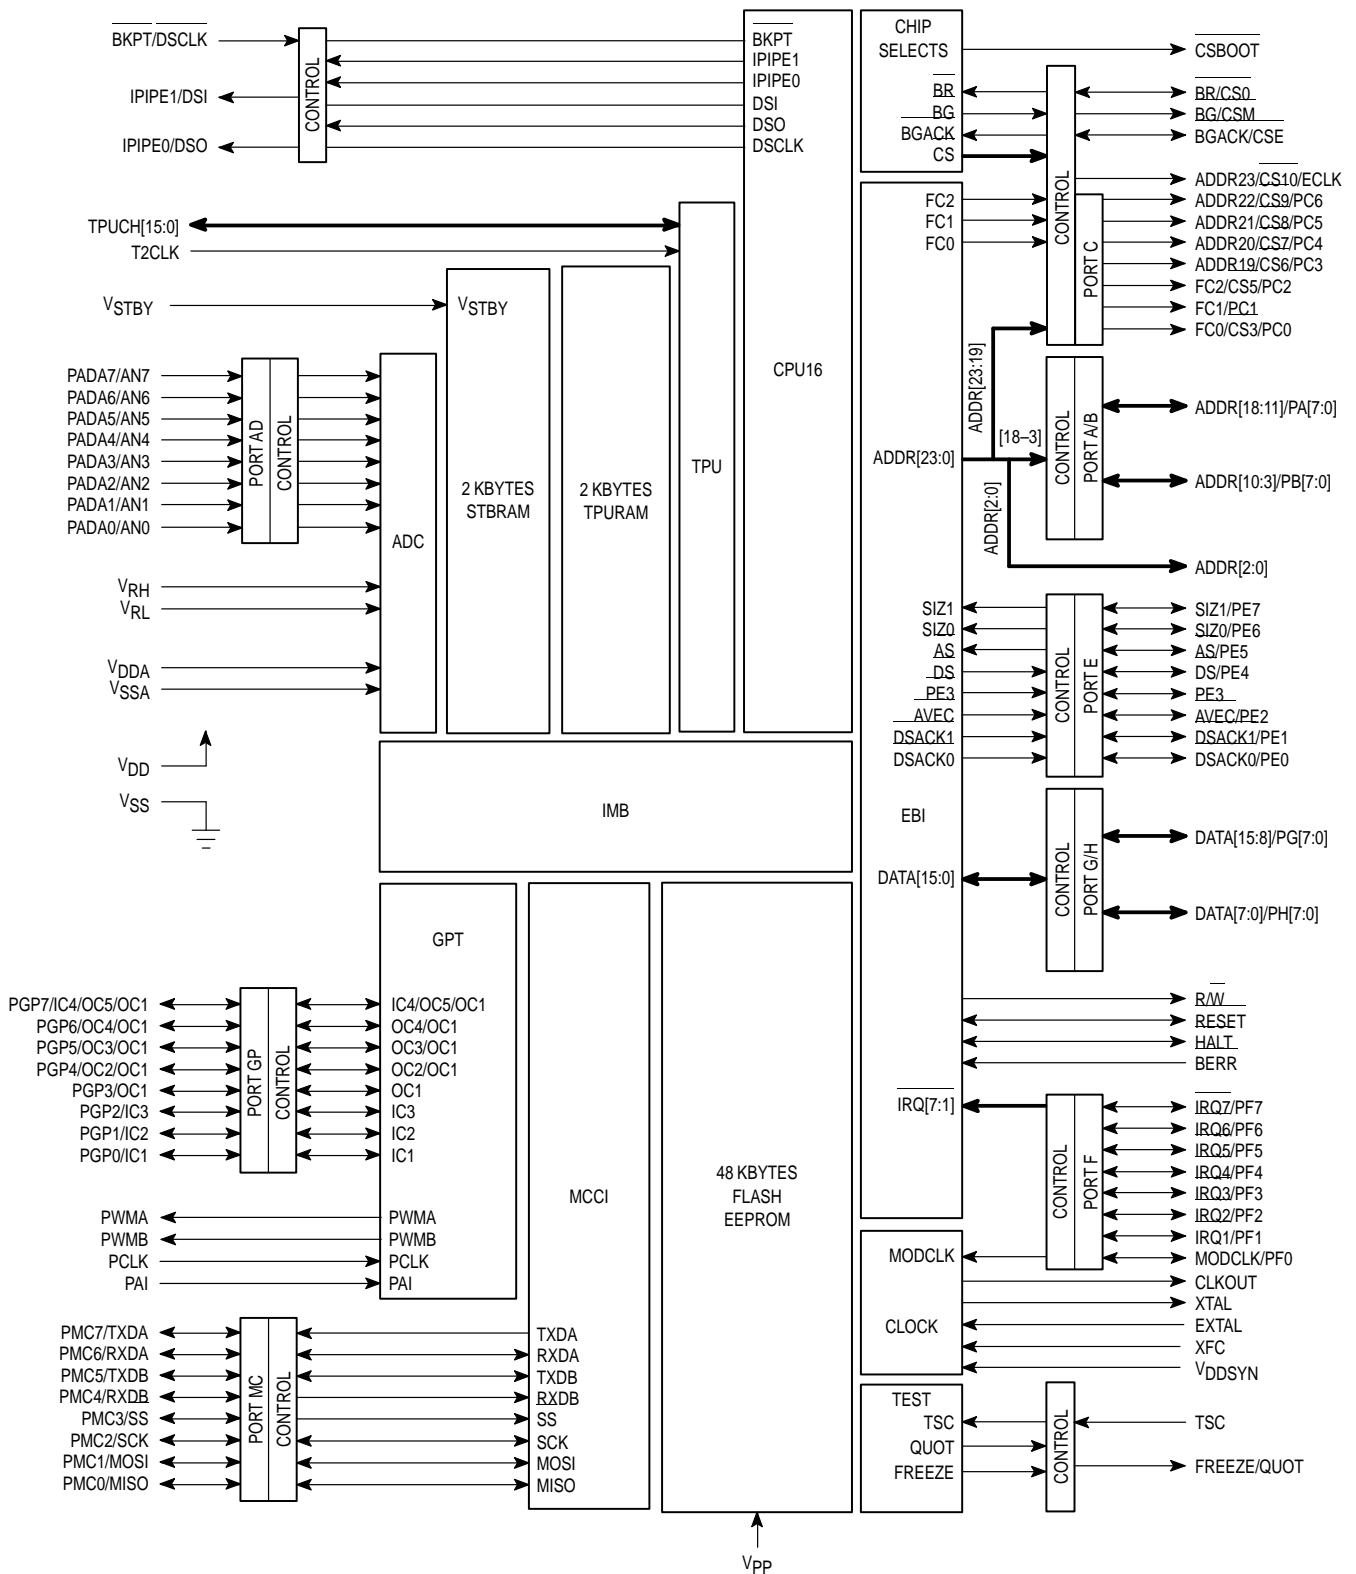 BKPT/DSCLK
IPIPE1/DSI
IPIPE0/DSO
CONTROL
BKPT
IPIPE1
IPIPE0
DSI
DSO
DSCLK
CPU16
TPUCH[15:0]
T2CLK
TPU
VSTBY
VSTBY
2 KBYTES
STBRAM
2 KBYTES
TPURAM
PADA7/AN7
PADA6/AN6
PADA5/AN5
PADA4/AN4
PADA3/AN3
PADA2/AN2
PADA1/AN1
PADA0/AN0
PORT AD
CONTROL
ADC
VRH
VRL
VDDA
VSSA
VDD
VSS
IMB
CHIP
SELECTS
BR
BG
BGACK
CS
CSBOOT
CONTROL
PORT C
BR/CS0
BG/CSM
BGACK/CSE
ADDR23/CS10/ECLK
ADDR22/CS9/PC6
ADDR21/CS8/PC5
ADDR20/CS7/PC4
ADDR19/CS6/PC3
FC2/CS5/PC2
FC1/PC1
FC0/CS3/PC0
FC2
FC1
FC0
ADDR[23:0]
ADDR[23:19]
[18–3]
ADDR[2:0]
CONTROL
PORT A/B
ADDR[18:11]/PA[7:0]
ADDR[10:3]/PB[7:0]
ADDR[2:0]
SIZ1
SIZ0
AS
DS
PE3
AVEC
DSACK1
DSACK0
CONTROL
PORT E
SIZ1/PE7
SIZ0/PE6
AS/PE5
DS/PE4
PE3
AVEC/PE2
DSACK1/PE1
DSACK0/PE0
EBI
DATA[15:0]
CONTROL
PORT G/H
DATA[15:8]/PG[7:0]
DATA[7:0]/PH[7:0]
R/W
RESET
HALT
BERR
IRQ[7:1]
CONTROL
PORT F
IRQ7/PF7
IRQ6/PF6
IRQ5/PF5
IRQ4/PF4
IRQ3/PF3
IRQ2/PF2
IRQ1/PF1
MODCLK/PF0
MODCLK
CLOCK
CLKOUT
XTAL
EXTAL
XFC
VDDSYN
TEST
TSC
QUOT
FREEZE
CONTROL
TSC
FREEZE/QUOT
GPT
PGP7/IC4/OC5/OC1
PGP6/OC4/OC1
PGP5/OC3/OC1
PGP4/OC2/OC1
PGP3/OC1
PGP2/IC3
PGP1/IC2
PGP0/IC1
PORT GP
CONTROL
IC4/OC5/OC1
OC4/OC1
OC3/OC1
OC2/OC1
OC1
IC3
IC2
IC1
PWMA
PWMB
PCLK
PAI
PWMA
PWMB
PCLK
PAI
MCCI
48 KBYTES
FLASH
EEPROM
PMC7/TXDA
PMC6/RXDA
PMC5/TXDB
PMC4/RXDB
PMC3/SS
PMC2/SCK
PMC1/MOSI
PMC0/MISO
PORT MC
CONTROL
TXDA
RXDA
TXDB
RXDB
SS
SCK
MOSI
MISO
VPP